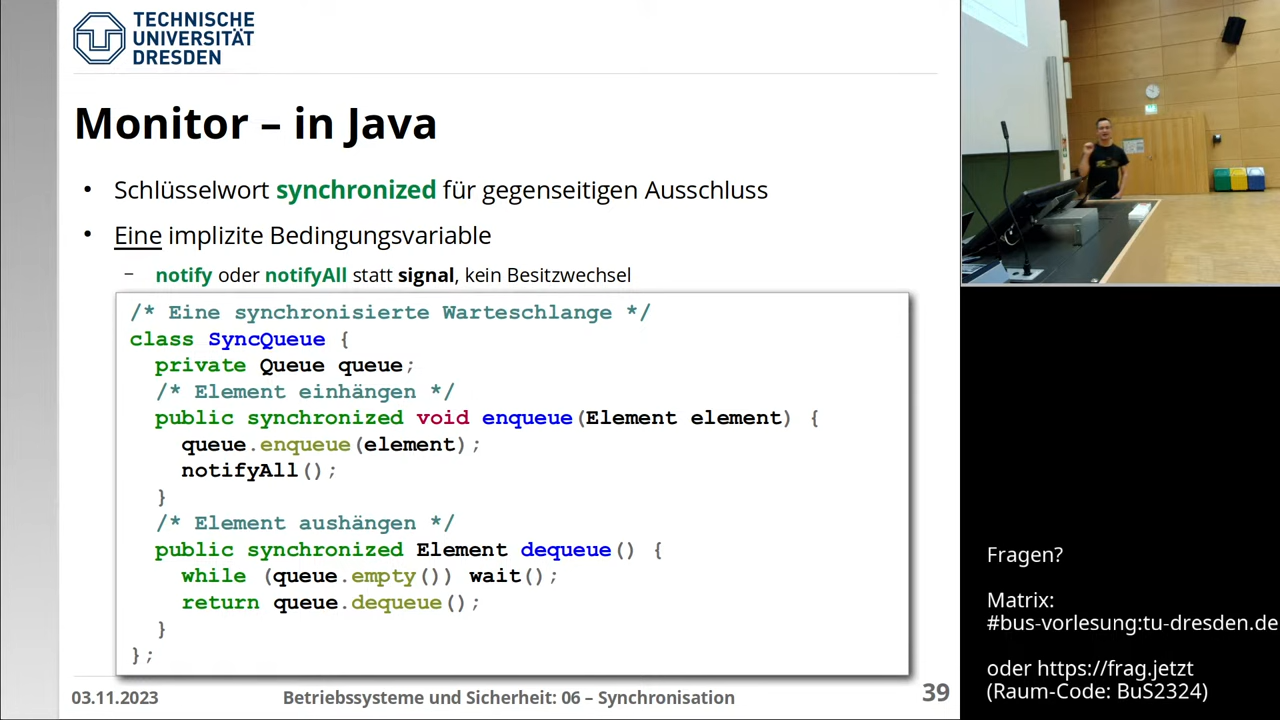 TECHNISCHE
UNIVERSITÄT
DRESDEN
Monitor – in Java
• Schlüsselwort synchronized für gegenseitigen Ausschluss
• Eine implizite Bedingungsvariable
– notify oder notifyAll statt signal, kein Besitzwechsel
/* Eine synchronisierte Warteschlange */
class SyncQueue {
private Queue queue;
/* Element einhängen */
public synchronized void enqueue(Element element) {
queue.enqueue(element);
notifyAll();
}
/* Element aushängen */
public synchronized Element dequeue() {
while (queue.empty()) wait();
return queue.dequeue();
}
};
03.11.2023
Betriebssysteme und Sicherheit: 06 – Synchronisation
39
Fragen?
Matrix:
#bus-vorlesung:tu-dresden.de
oder https://frag.jetzt
(Raum-Code: BuS2324)